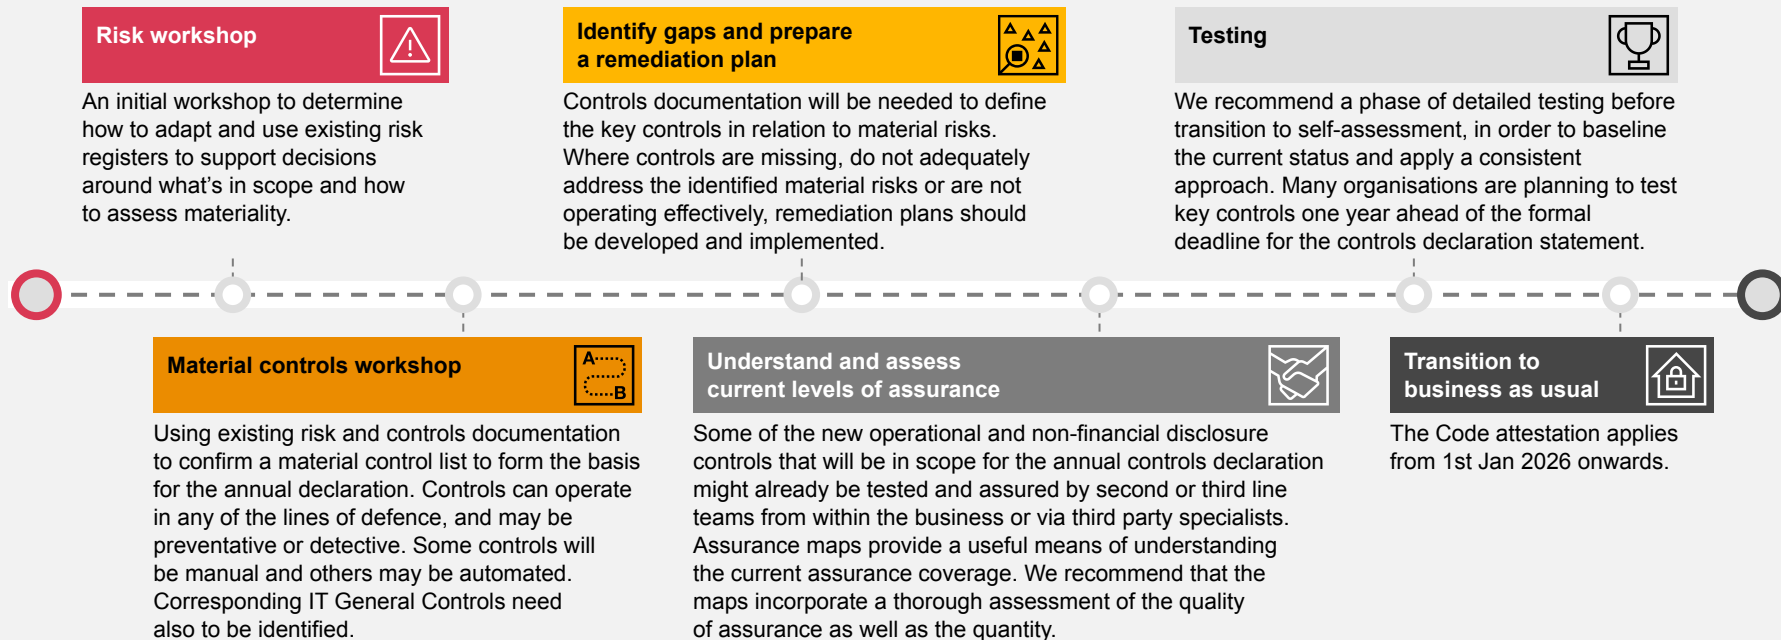 Risk workshop
An initial workshop to determine
how to adapt and use existing risk
registers to support decisions
around what's in scope and how
to assess materiality.
Identify gaps and prepare
a remediation plan
Controls documentation will be needed to define
the key controls in relation to material risks.
Where controls are missing, do not adequately
address the identified material risks or are not
operating effectively, remediation plans should
be developed and implemented.
Testing
We recommend a phase of detailed testing before
transition to self-assessment, in order to baseline
the current status and apply a consistent
approach. Many organisations are planning to test
key controls one year ahead of the formal
deadline for the controls declaration statement.
Material controls workshop
A
B
Using existing risk and controls documentation
to confirm a material control list to form the basis
for the annual declaration. Controls can operate
in any of the lines of defence, and may be
preventative or detective. Some controls will
be manual and others may be automated.
Corresponding IT General Controls need
also to be identified.
Understand and assess
current levels of assurance
Some of the new operational and non-financial disclosure
controls that will be in scope for the annual controls declaration
might already be tested and assured by second or third line
teams from within the business or via third party specialists.
Assurance maps provide a useful means of understanding
the current assurance coverage. We recommend that the
maps incorporate a thorough assessment of the quality
of assurance as well as the quantity.
Transition to
business as usual
The Code attestation applies
from 1st Jan 2026 onwards.